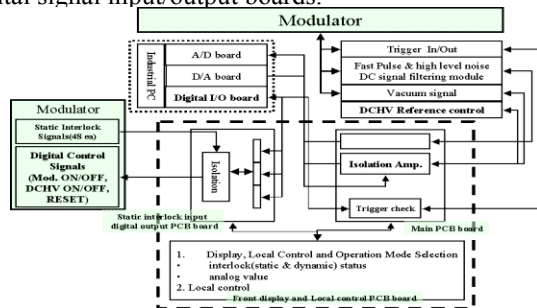 ital signal input/output boards.
Modulator
Industrial PC
A/D board
D/A board
Digital I/O board
Trigger In/Out
Fast Pulse & high level noise
DC signal filtering module
Vacuum signal
DCHV Reference control
Modulator
Static Interlock
Signals(48 ea)
Digital Control
Signals
(Mod. ON/OFF,
DCHV ON/OFF,
RESET)
Isolation
Isolation Amp.
Trigger check
Static interlock input
digital output PCB board
Main PCB board
1. Display, Local Control and Operation Mode Selection
• interlock(static & dynamic) status
• analog value
2. Local control
Front display and Local control PCB board